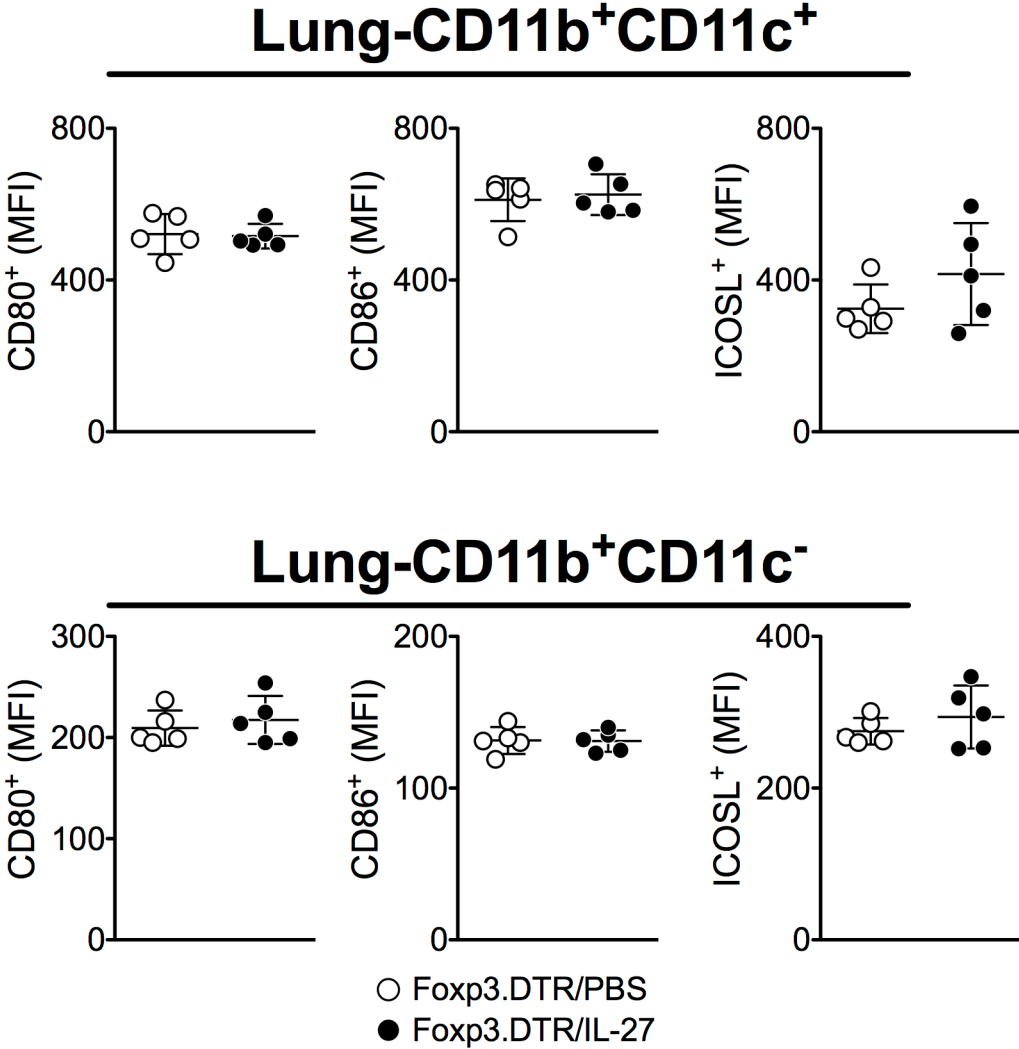 Lung-CD11b⁺CD11c⁺
800 400 0 CD80⁺ (MFI)
800 400 0 CD86⁺ (MFI)
800 400 0 ICOSL⁺ (MFI)
Lung-CD11b⁺CD11c⁻
300 200 100 0 CD80⁺ (MFI)
200 100 0 CD86⁺ (MFI)
400 200 0 ICOSL⁺ (MFI)
Foxp3.DTR/PBS
Foxp3.DTR/IL-27